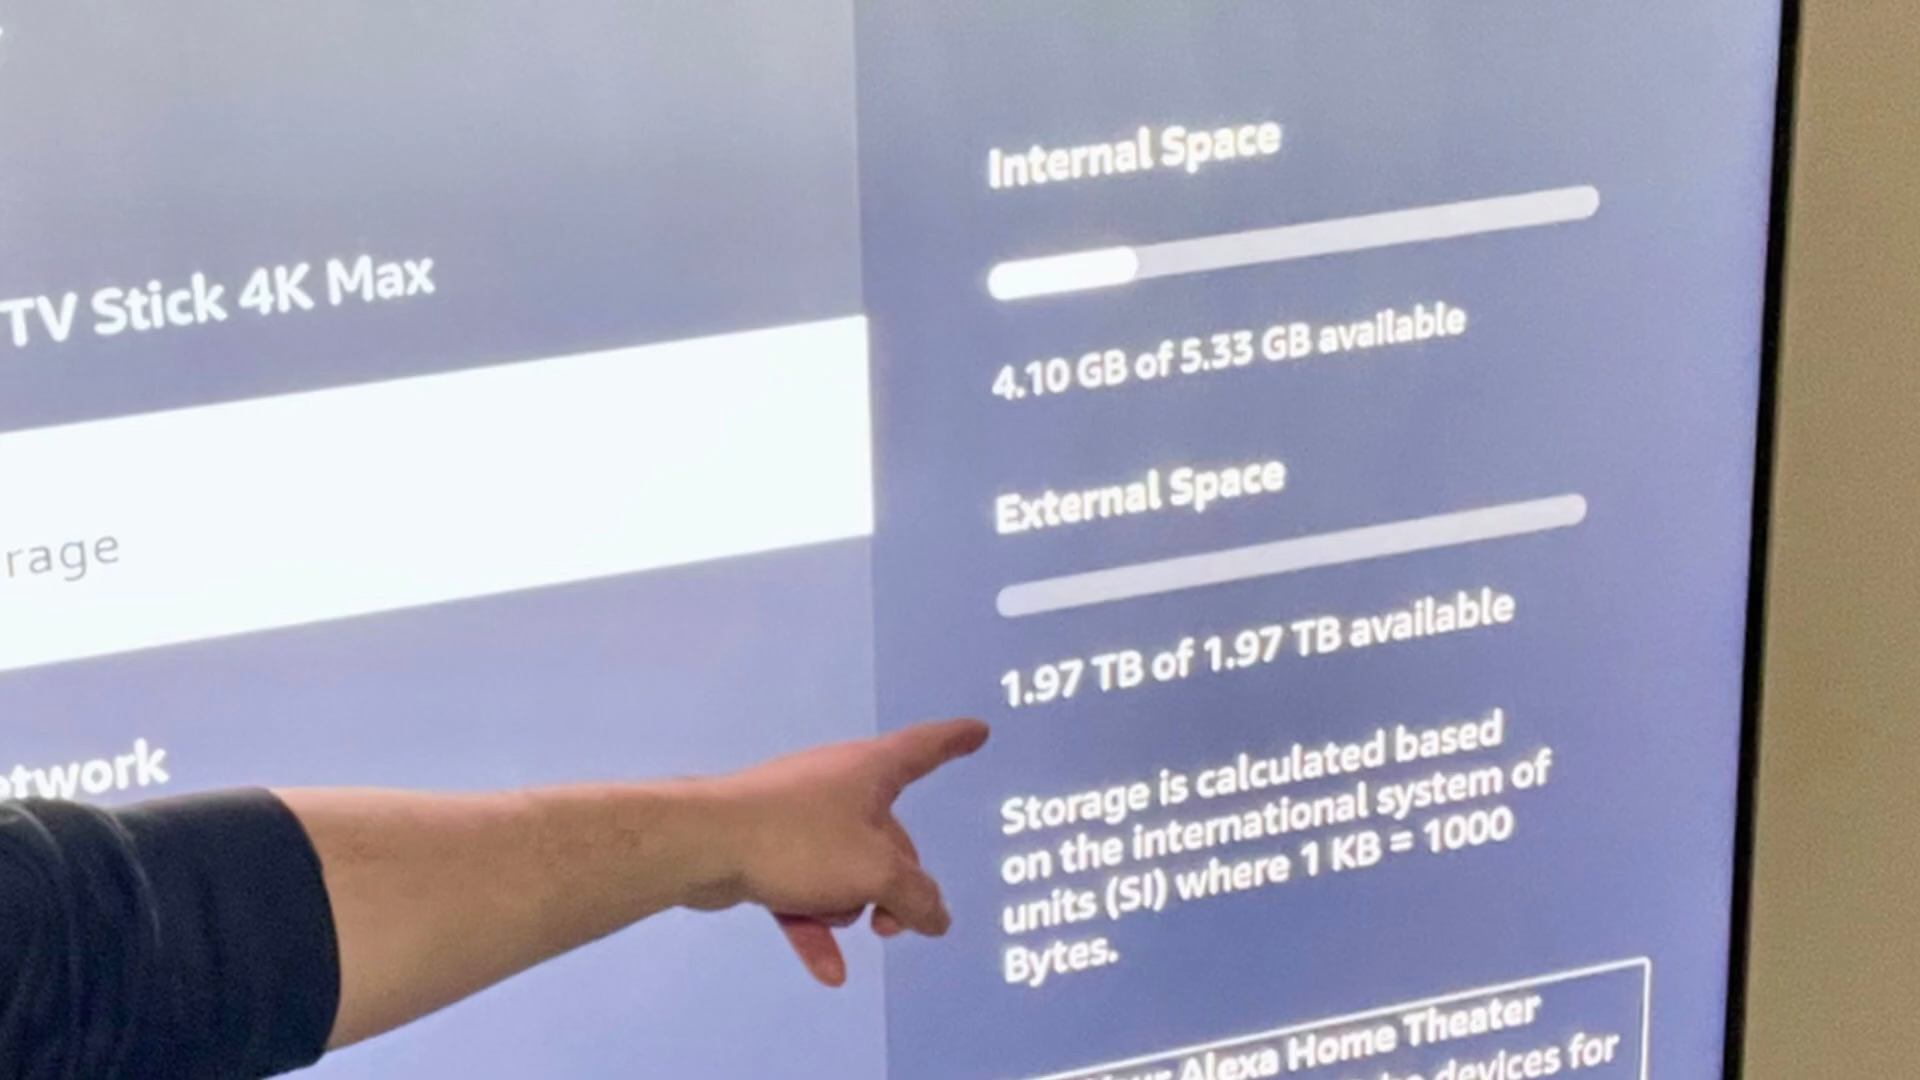 TV Stick 4K Max
rage
etwork
Internal Space
4.10 GB of 5.33 GB available
External Space
1.97 TB of 1.97 TB available
Storage is calculated based
on the international system of
units (SI) where 1 KB = 1000
Bytes.
Alexa Home Theater
devices for